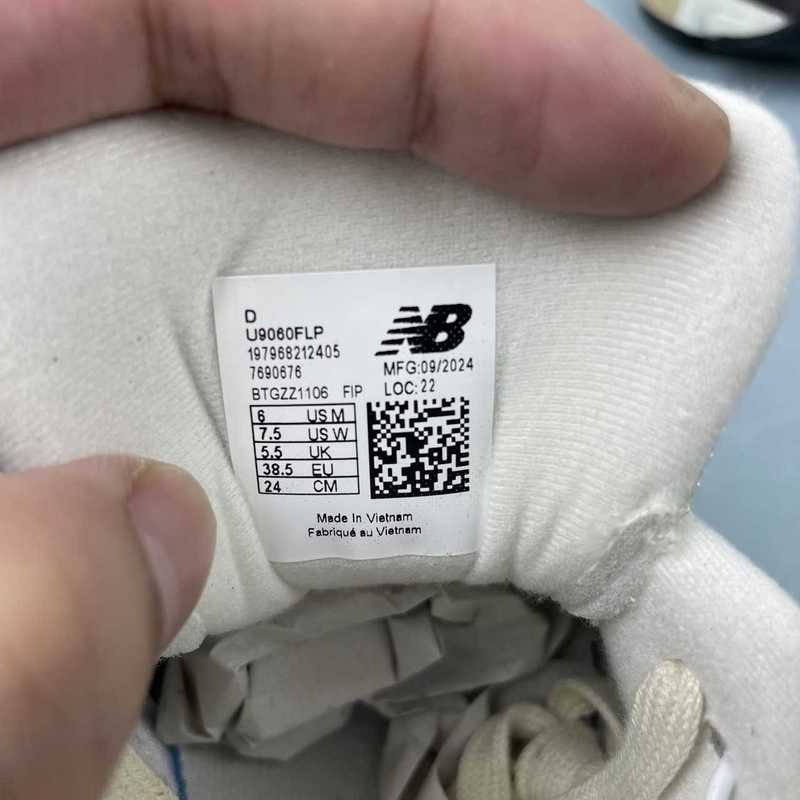 D
U9060FLP
197968212405
7690676
BTGZZ1106 FIP
NB
MFG:09/2024
LOC:22
6 US M
7.5 US W
5.5 UK
38.5 EU
24 CM
Made In Vietnam
Fabriqué au Vietnam